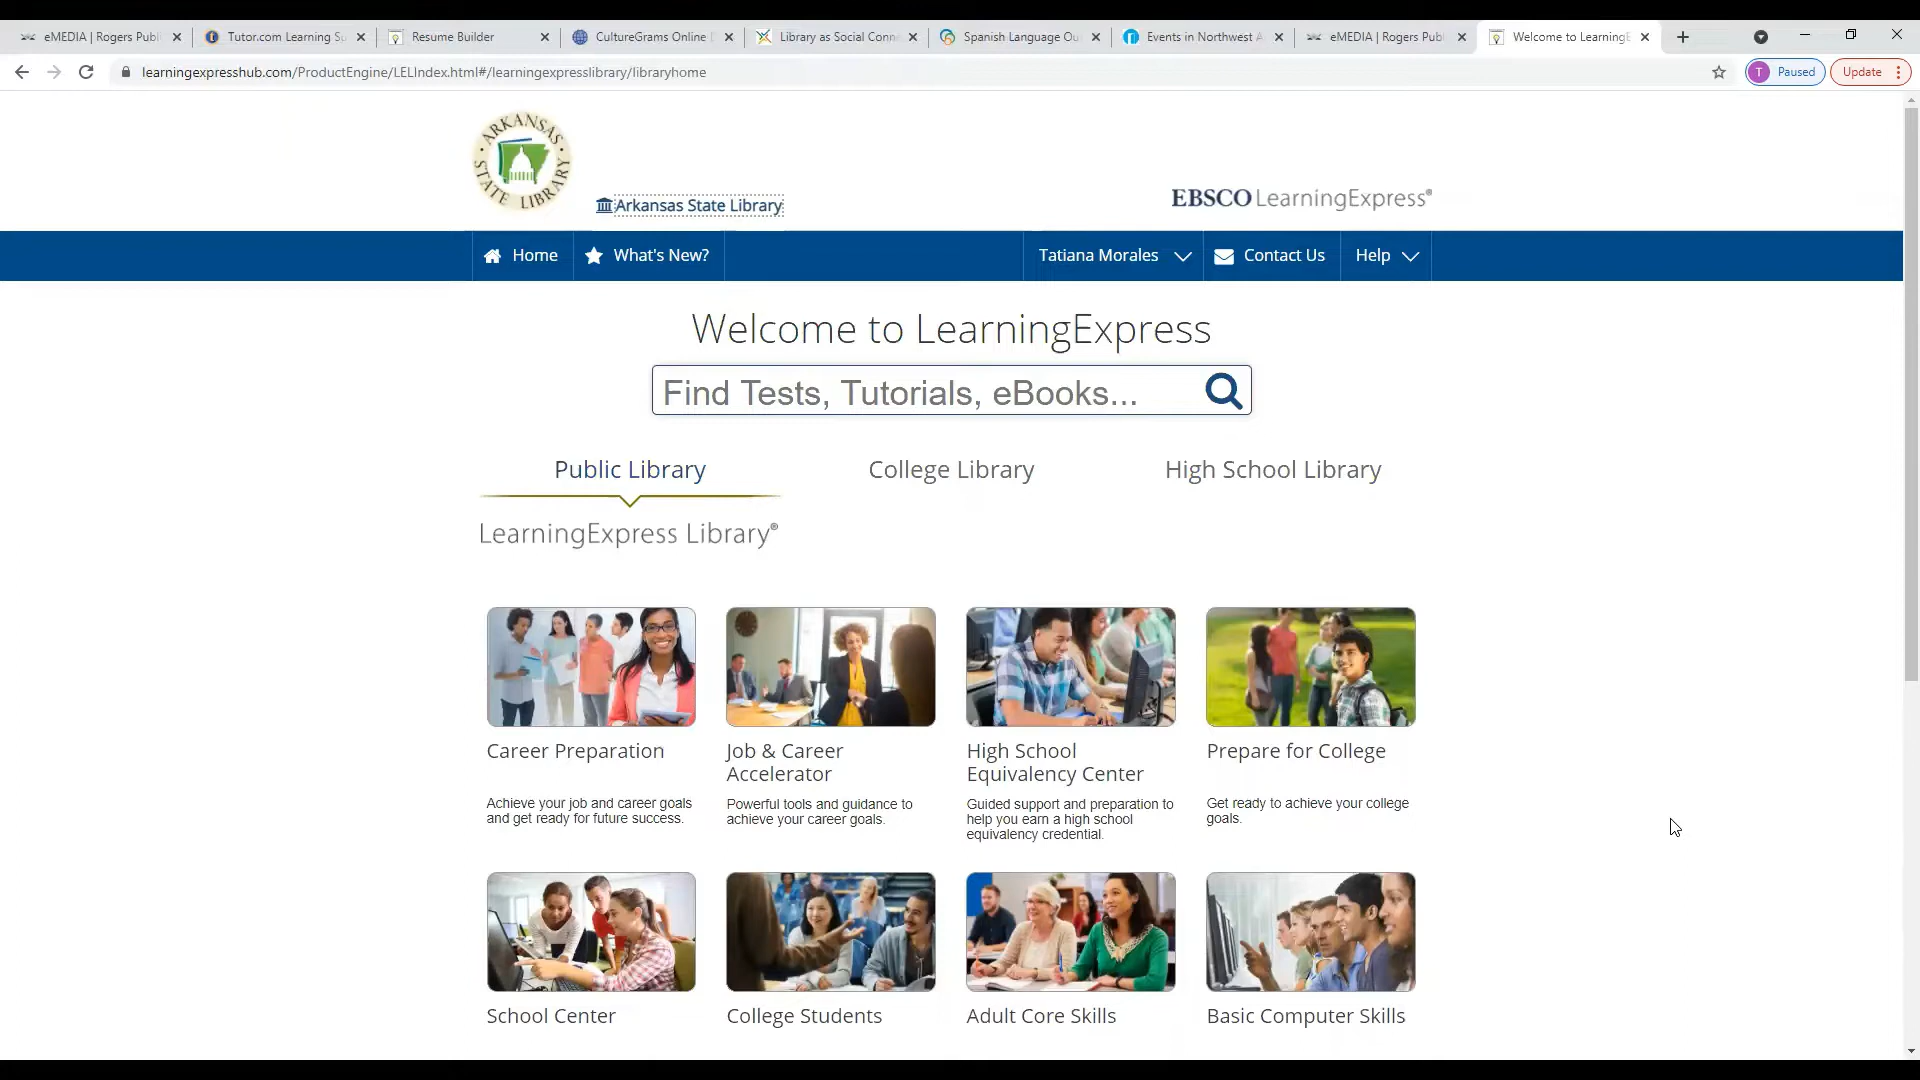 eMEDIA | Rogers Publ
Tutor.com Learning Su
Resume Builder
CultureGrams Online
Library as Social Conne
Spanish Language Ou
Events in Northwest A
eMEDIA | Rogers Publ
Welcome to LearningE
learningexpresshub.com/ProductEngine/LELIndex.html#/learningexpresslibrary/libraryhome
T Paused
Update
ARKANSAS STATE LIBRARY
Arkansas State Library
EBSCO LearningExpress®
Home
What's New?
Tatiana Morales
Contact Us
Help
Welcome to LearningExpress
Find Tests, Tutorials, eBooks...
Public Library
College Library
High School Library
LearningExpress Library®
Career Preparation
Achieve your job and career goals
and get ready for future success.
Job & Career
Accelerator
Powerful tools and guidance to
achieve your career goals.
High School
Equivalency Center
Guided support and preparation to
help you earn a high school
equivalency credential.
Prepare for College
Get ready to achieve your college
goals.
School Center
College Students
Adult Core Skills
Basic Computer Skills